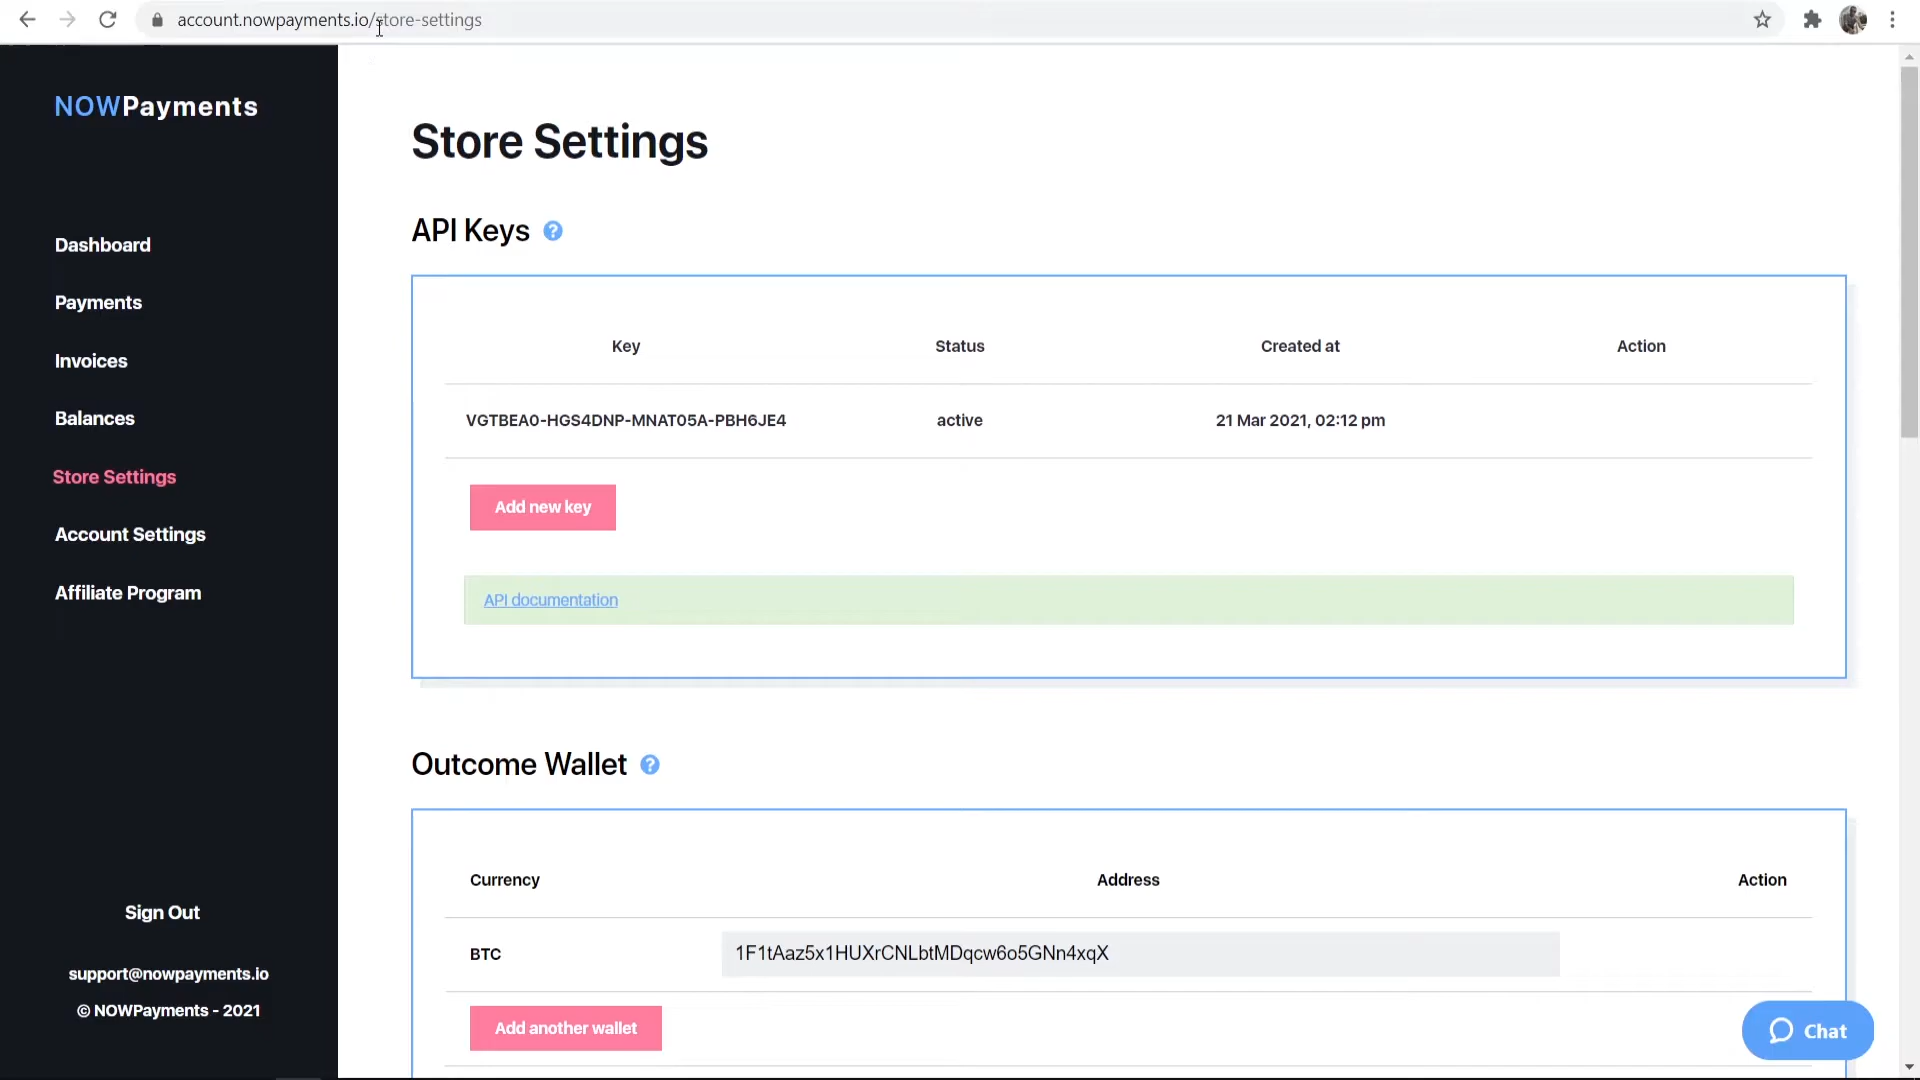 account.nowpayments.io/store-settings
NOWPayments
Dashboard
Payments
Invoices
Balances
Store Settings
Account Settings
Affiliate Program
Sign Out
support@nowpayments.io
© NOWPayments - 2021
Store Settings
API Keys ?
Key Status Created at Action
VGTBEA0-HGS4DNP-MNAT05A-PBH6JE4 active 21 Mar 2021, 02:12 pm
Add new key
API documentation
Outcome Wallet ?
Currency Address Action
BTC 1F1tAaz5x1HUXrCNLbtMDqcw6o5GNn4xqX
Add another wallet
Chat